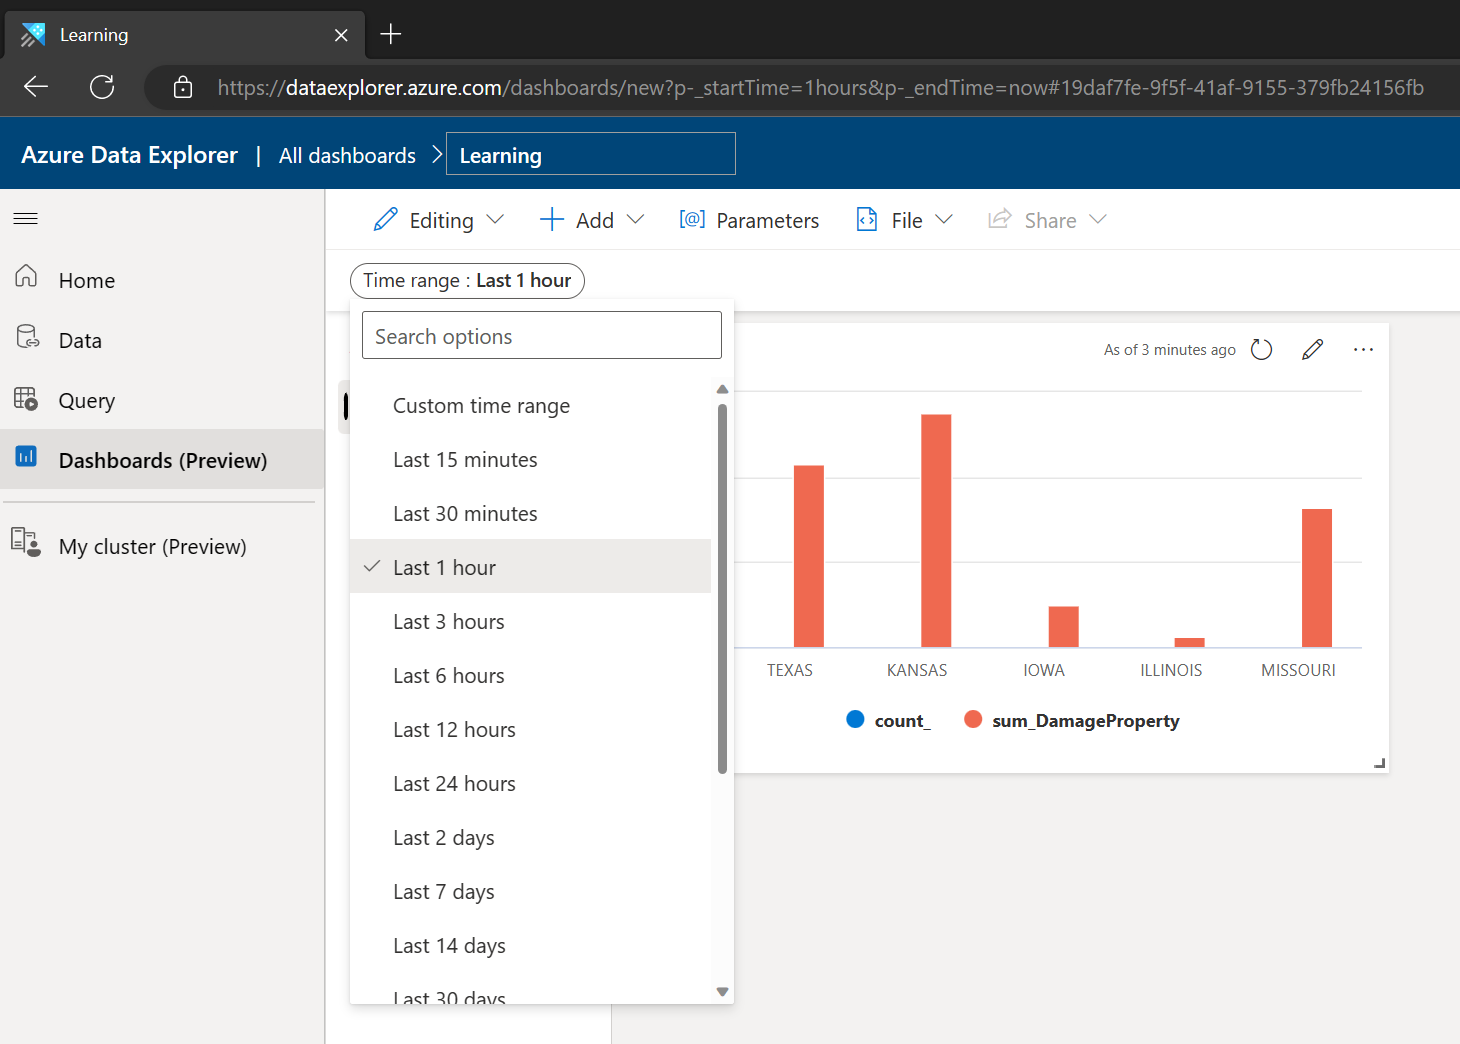 Learning
https://dataexplorer.azure.com/dashboards/new?p-_startTime=1hours&p-_endTime=now#19daf7fe-9f5f-41af-9155-379fb24156fb
Azure Data Explorer | All dashboards > Learning
Editing Add [@] Parameters File Share
Home
Data
Query
Dashboards (Preview)
My cluster (Preview)
Time range : Last 1 hour
Search options
Custom time range
Last 15 minutes
Last 30 minutes
Last 1 hour
Last 3 hours
Last 6 hours
Last 12 hours
Last 24 hours
Last 2 days
Last 7 days
Last 14 days
Last 30 days
As of 3 minutes ago
TEXAS KANSAS IOWA ILLINOIS MISSOURI
count_ sum_DamageProperty